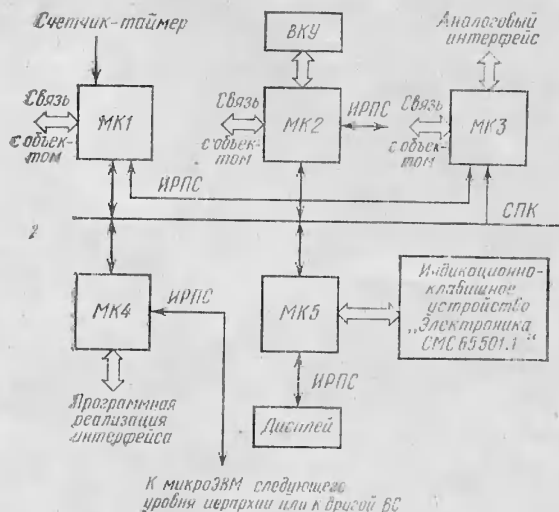 Счетчик-таймер
ВКУ
Аналоговый
интерфейс
Связь
с объек-
том
МК1
Связь
с объек-
том
МК2
ИРПС
Связь
с объек-
том
МК3
ИРПС
СПК
2
МК4
ИРПС
МК5
Индикационно-
клавишное
устройство
„Электроника
СМС 65501.1"
Программная
реализация
интерфейса
ИРПС
Дисплей
К микроЭВМ следующего
уровня иерархии или к другой ВС